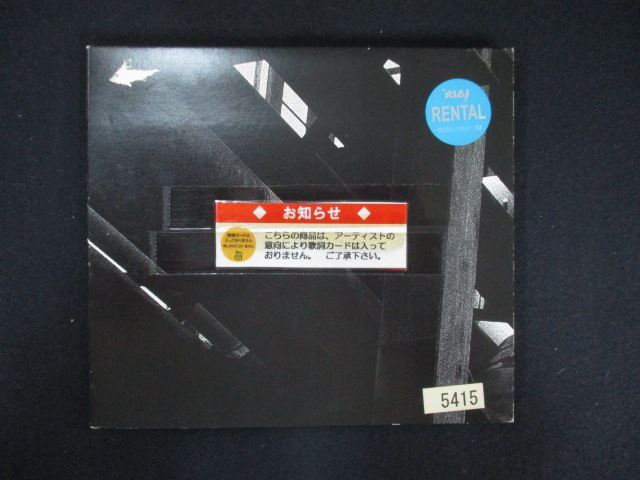 RIAJ
RENTAL
◆ お知らせ ◆
こちらの商品は、アーティストの
意向により歌詞カードは入って
おりません。 ご了承下さい。
5415